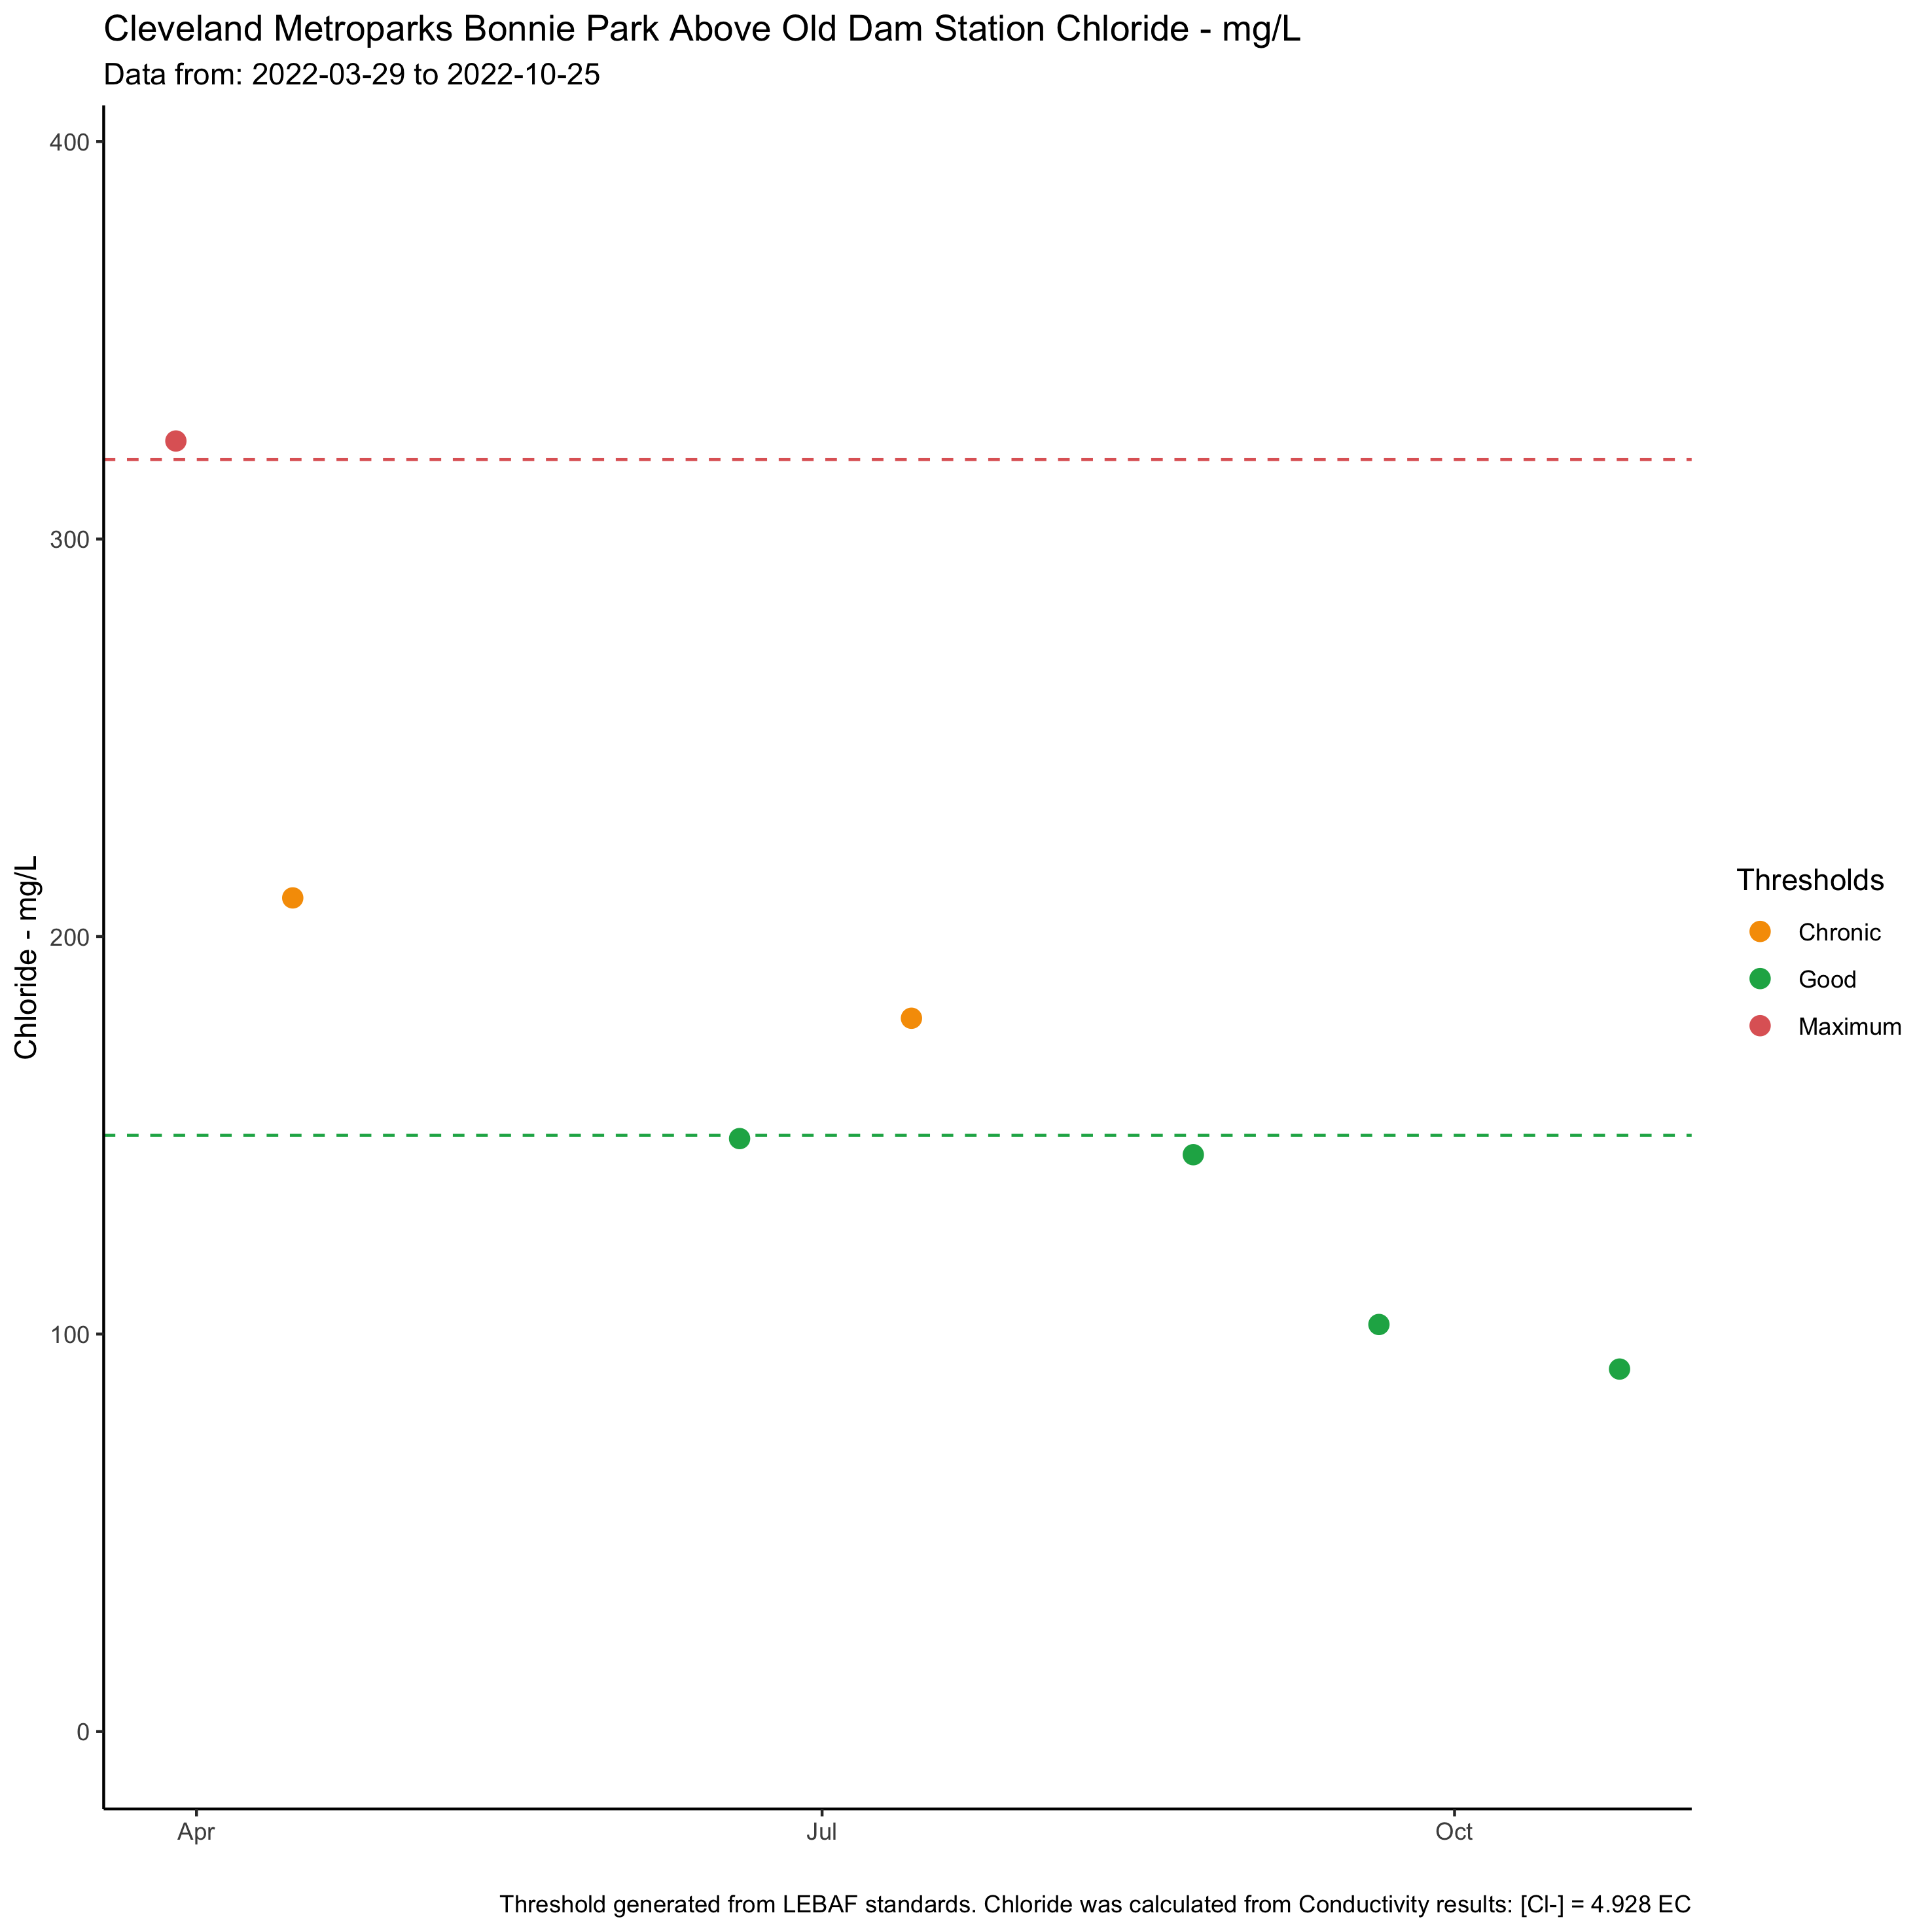 Cleveland Metroparks Bonnie Park Above Old Dam Station Chloride - mg/L
Data from: 2022-03-29 to 2022-10-25
400
300
200
100
0
Chloride - mg/L
Apr
Jul
Oct
Thresholds
Chronic
Good
Maximum
Threshold generated from LEBAF standards. Chloride was calculated from Conductivity results: [Cl-] = 4.928 EC